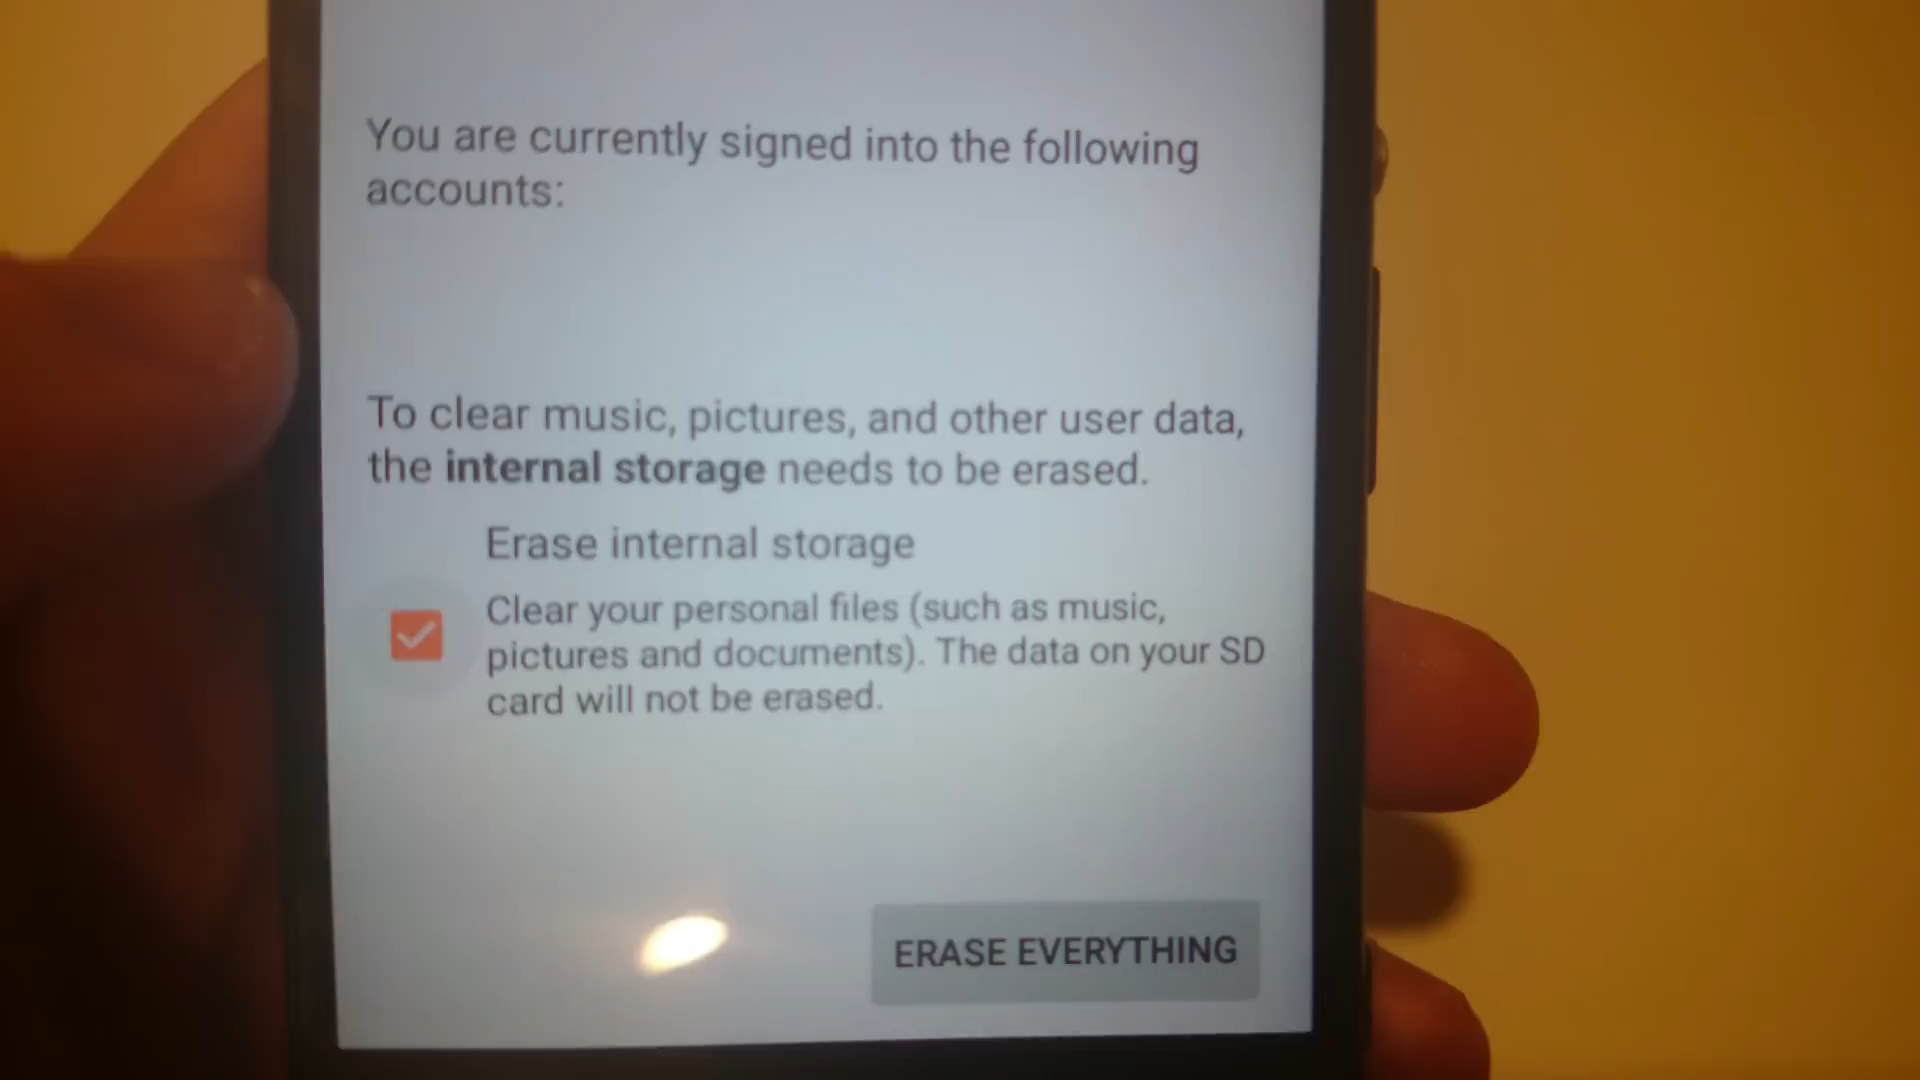 You are currently signed into the following
accounts:
To clear music, pictures, and other user data,
the internal storage needs to be erased.
Erase internal storage
Clear your personal files (such as music,
pictures and documents). The data on your SD
card will not be erased.
ERASE EVERYTHING